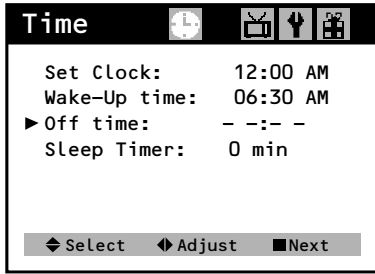 Time
Set Clock: 12:00 AM
Wake-Up time: 06:30 AM
Off time: - -:- -
Sleep Timer: 0 min
Select Adjust Next